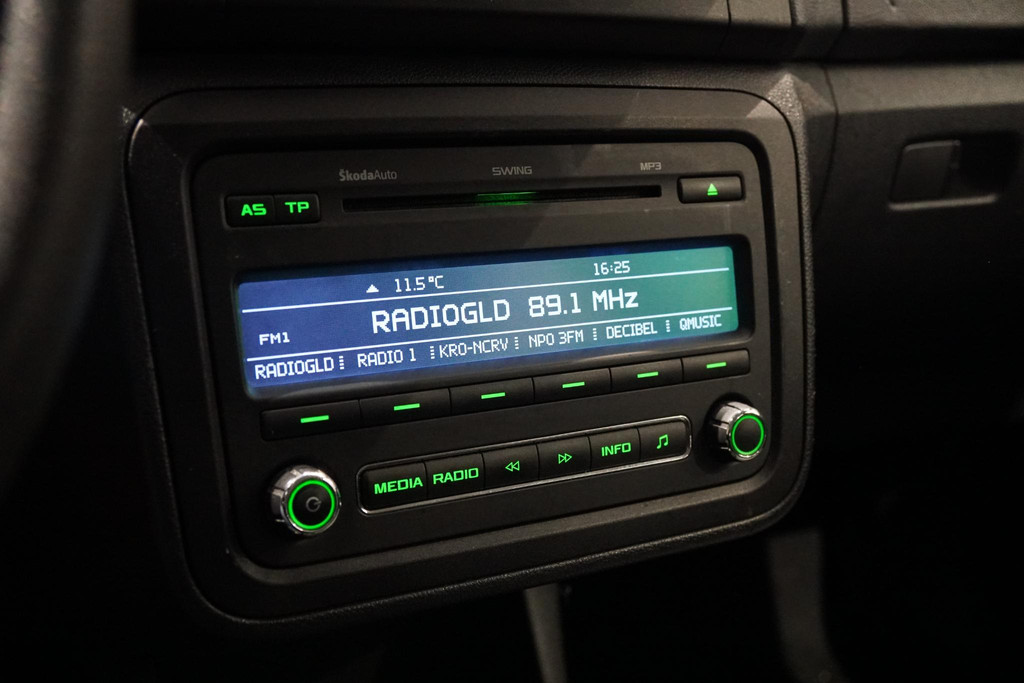 ŠkodaAuto SWING MP3
AS TP
11.5°C 16:25
RADIOGLD 89.1 MHz
FM1
RADIOGLD RADIO 1 KRO-NCRV NPO 3FM DECIBEL QMUSIC
MEDIA RADIO INFO